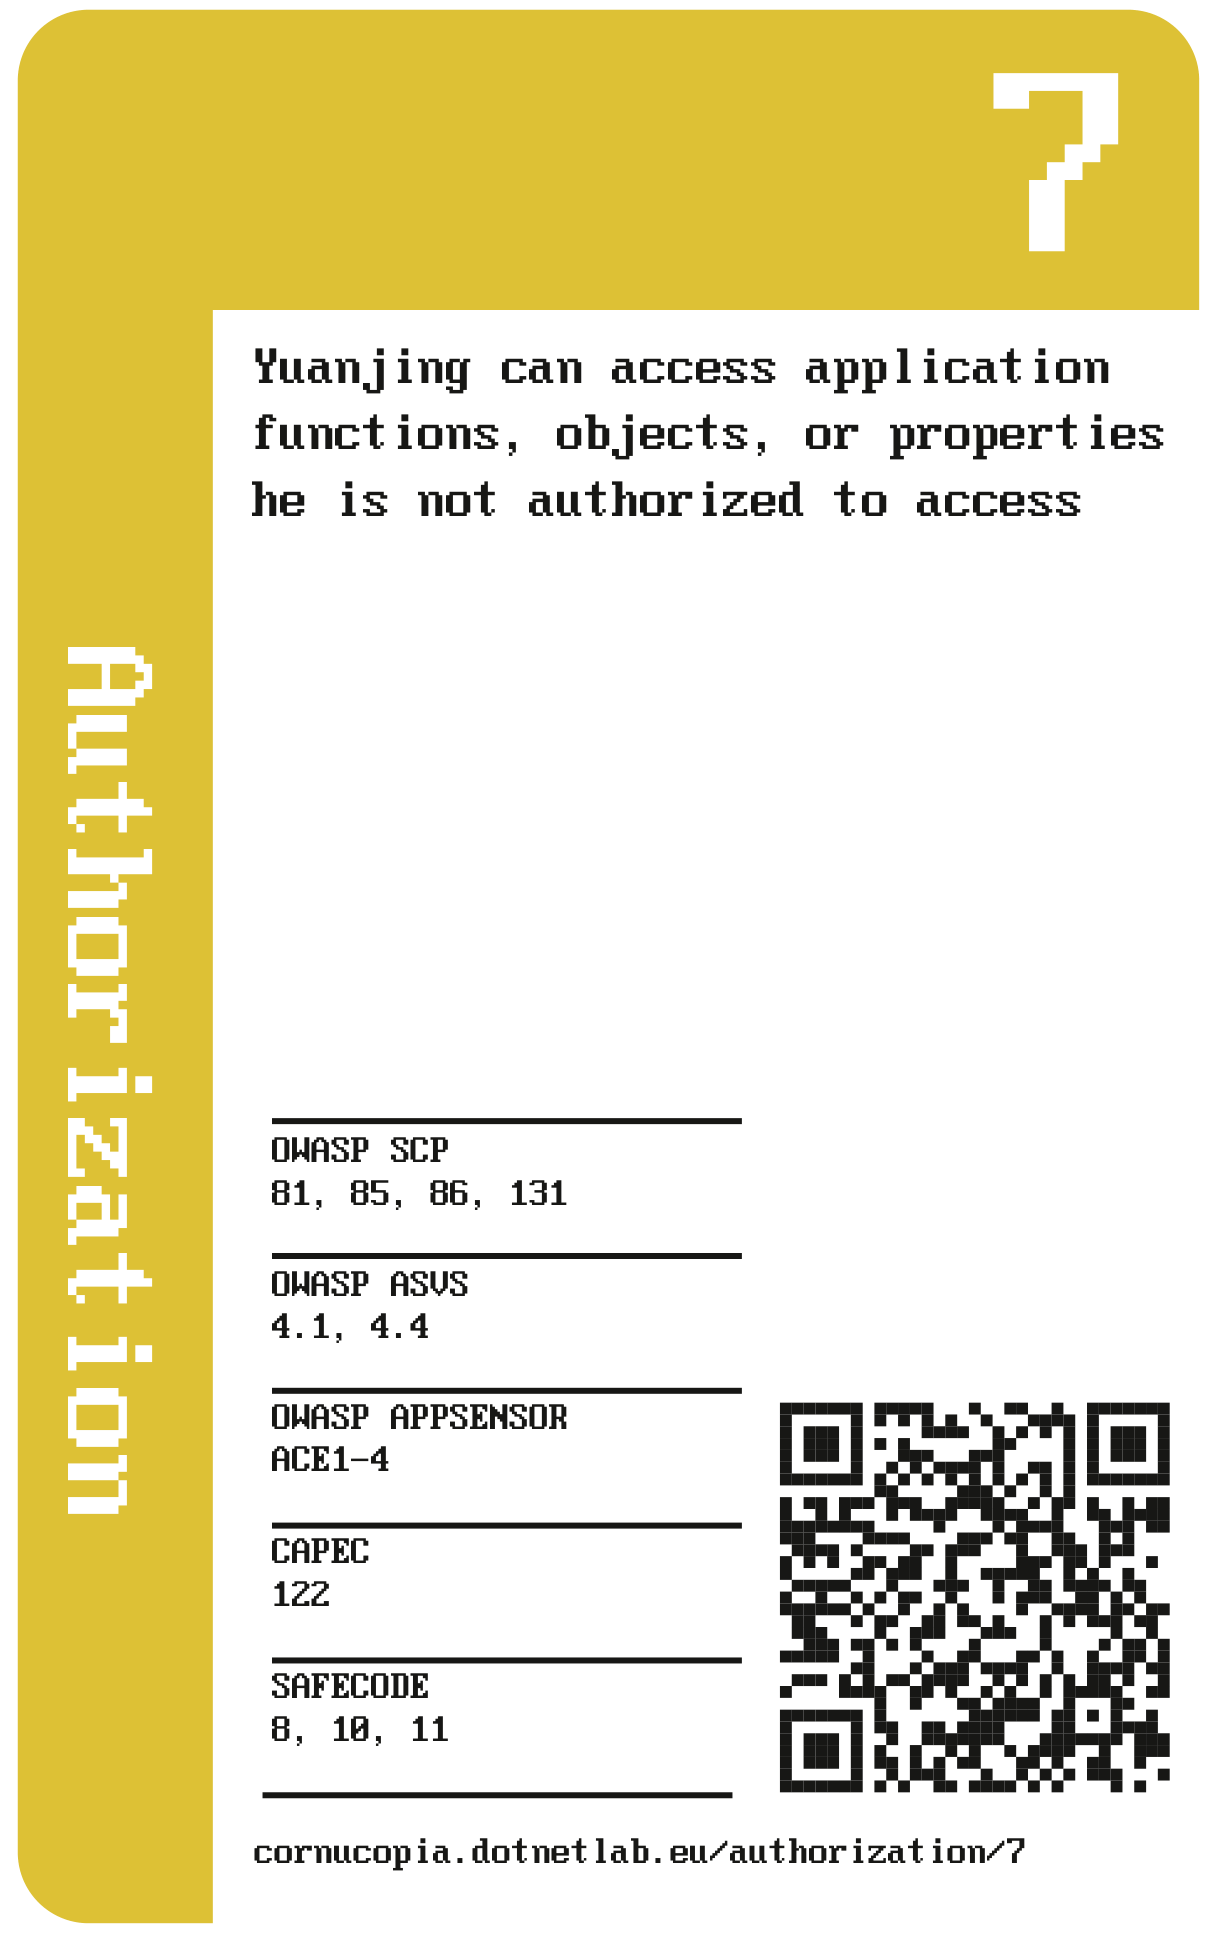 7
Yuanjing can access application
functions, objects, or properties
he is not authorized to access
Authorization
OWASP SCP
81, 85, 86, 131
OWASP ASVS
4.1, 4.4
OWASP APPSENSOR
ACE1-4
CAPEC
122
SAFECODE
8, 10, 11
cornucopia.dotnetlab.eu/authorization/7